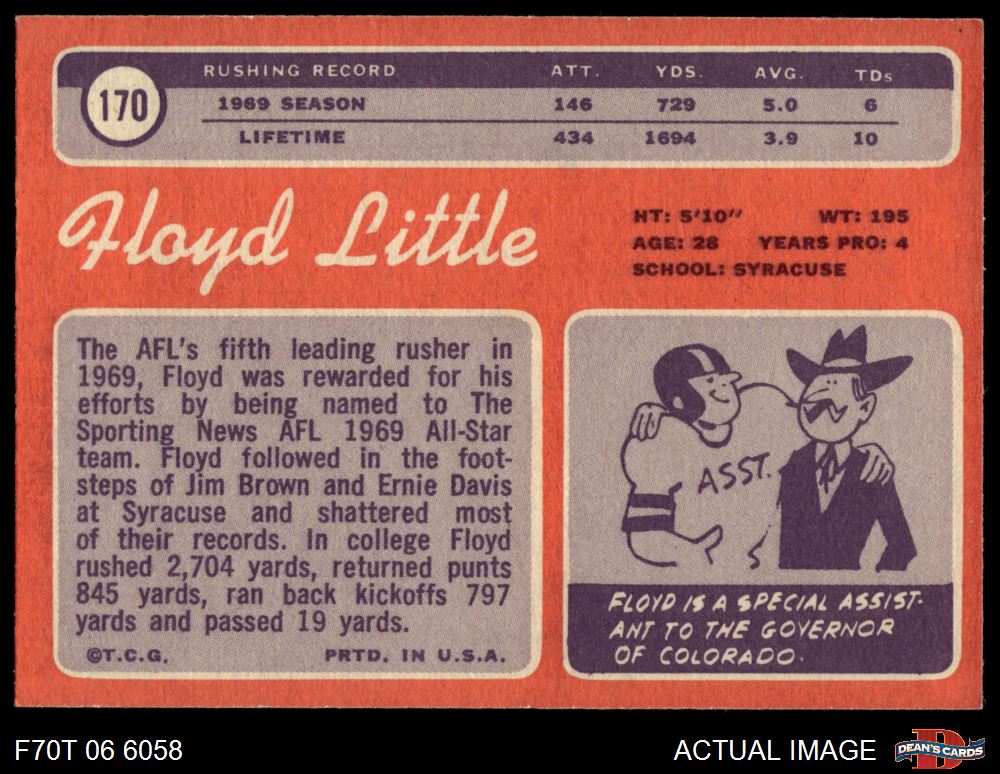 170
RUSHING RECORD ATT. YDS. AVG. TDs
1969 SEASON 146 729 5.0 6
LIFETIME 434 1694 3.9 10
Floyd Little
HT: 5'10" WT: 195
AGE: 28 YEARS PRO: 4
SCHOOL: SYRACUSE
The AFL's fifth leading rusher in
1969, Floyd was rewarded for his
efforts by being named to The
Sporting News AFL 1969 All-Star
team. Floyd followed in the foot-
steps of Jim Brown and Ernie Davis
at Syracuse and shattered most
of their records. In college Floyd
rushed 2,704 yards, returned punts
845 yards, ran back kickoffs 797
yards and passed 19 yards.
©T.C.G. PRTD. IN U.S.A.
ASST.
FLOYD IS A SPECIAL ASSIST-
ANT TO THE GOVERNOR
OF COLORADO.
F70T 06 6058
ACTUAL IMAGE
D
DEAN'S CARDS